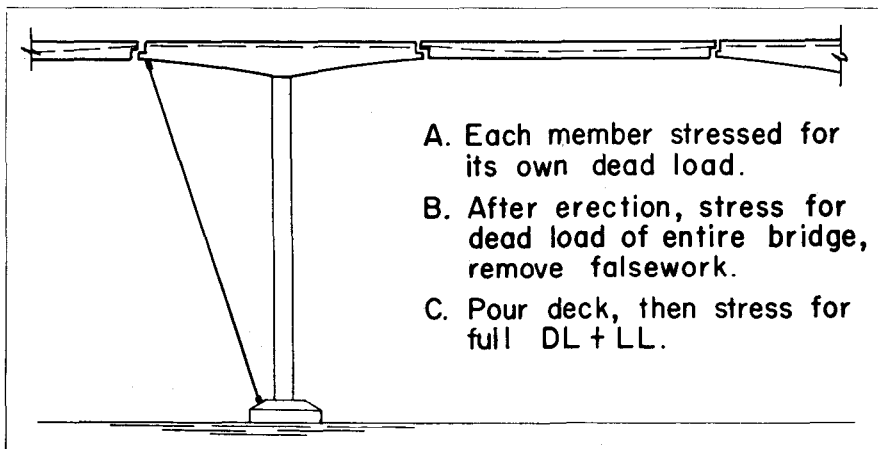 A. Each member stressed for
its own dead load.
B. After erection, stress for
dead load of entire bridge,
remove falsework.
C. Pour deck, then stress for
full DL + LL.